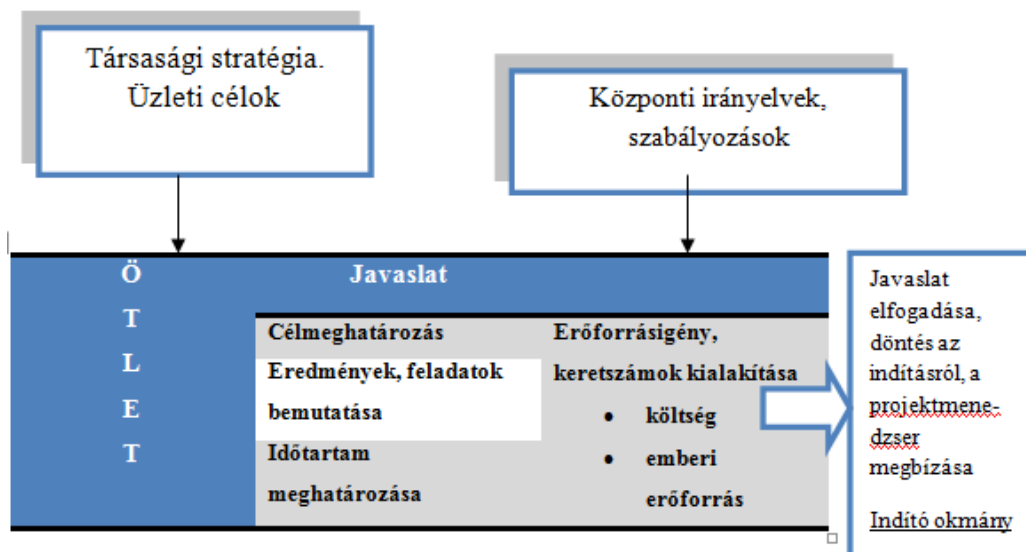 Társasági stratégia.
Üzleti célok
Központi irányelvek,
szabályozások
Ö
T
L
E
T
Javaslat
Célmeghatározás
Eredmények, feladatok
bemutatása
Időtartam
meghatározása
Erőforrásigény,
keretszámok kialakítása
• költség
• emberi
erőforrás
Javaslat
elfogadása,
döntés az
indításról, a
projektmene-
dzser
megbízása
Indító okmány